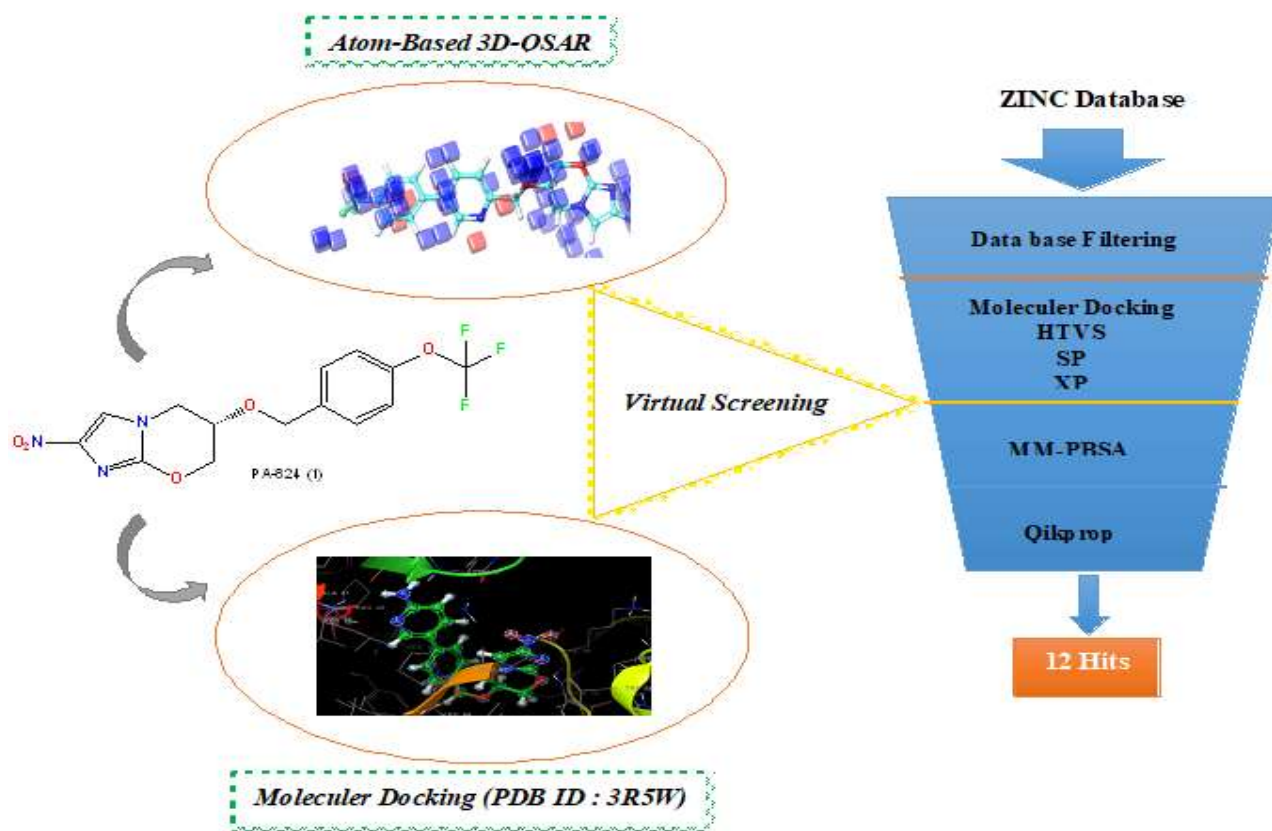 Atom-Based 3D-QSAR
ZINC Database
Data base Filtering
Moleculer Docking
HTVS
SP
XP
Virtual Screening
MM-PBSA
Qikprop
12 Hits
O₂N
N
N
O
O
O
F
F
F
PA-824 (1)
Moleculer Docking (PDB ID : 3R5W)